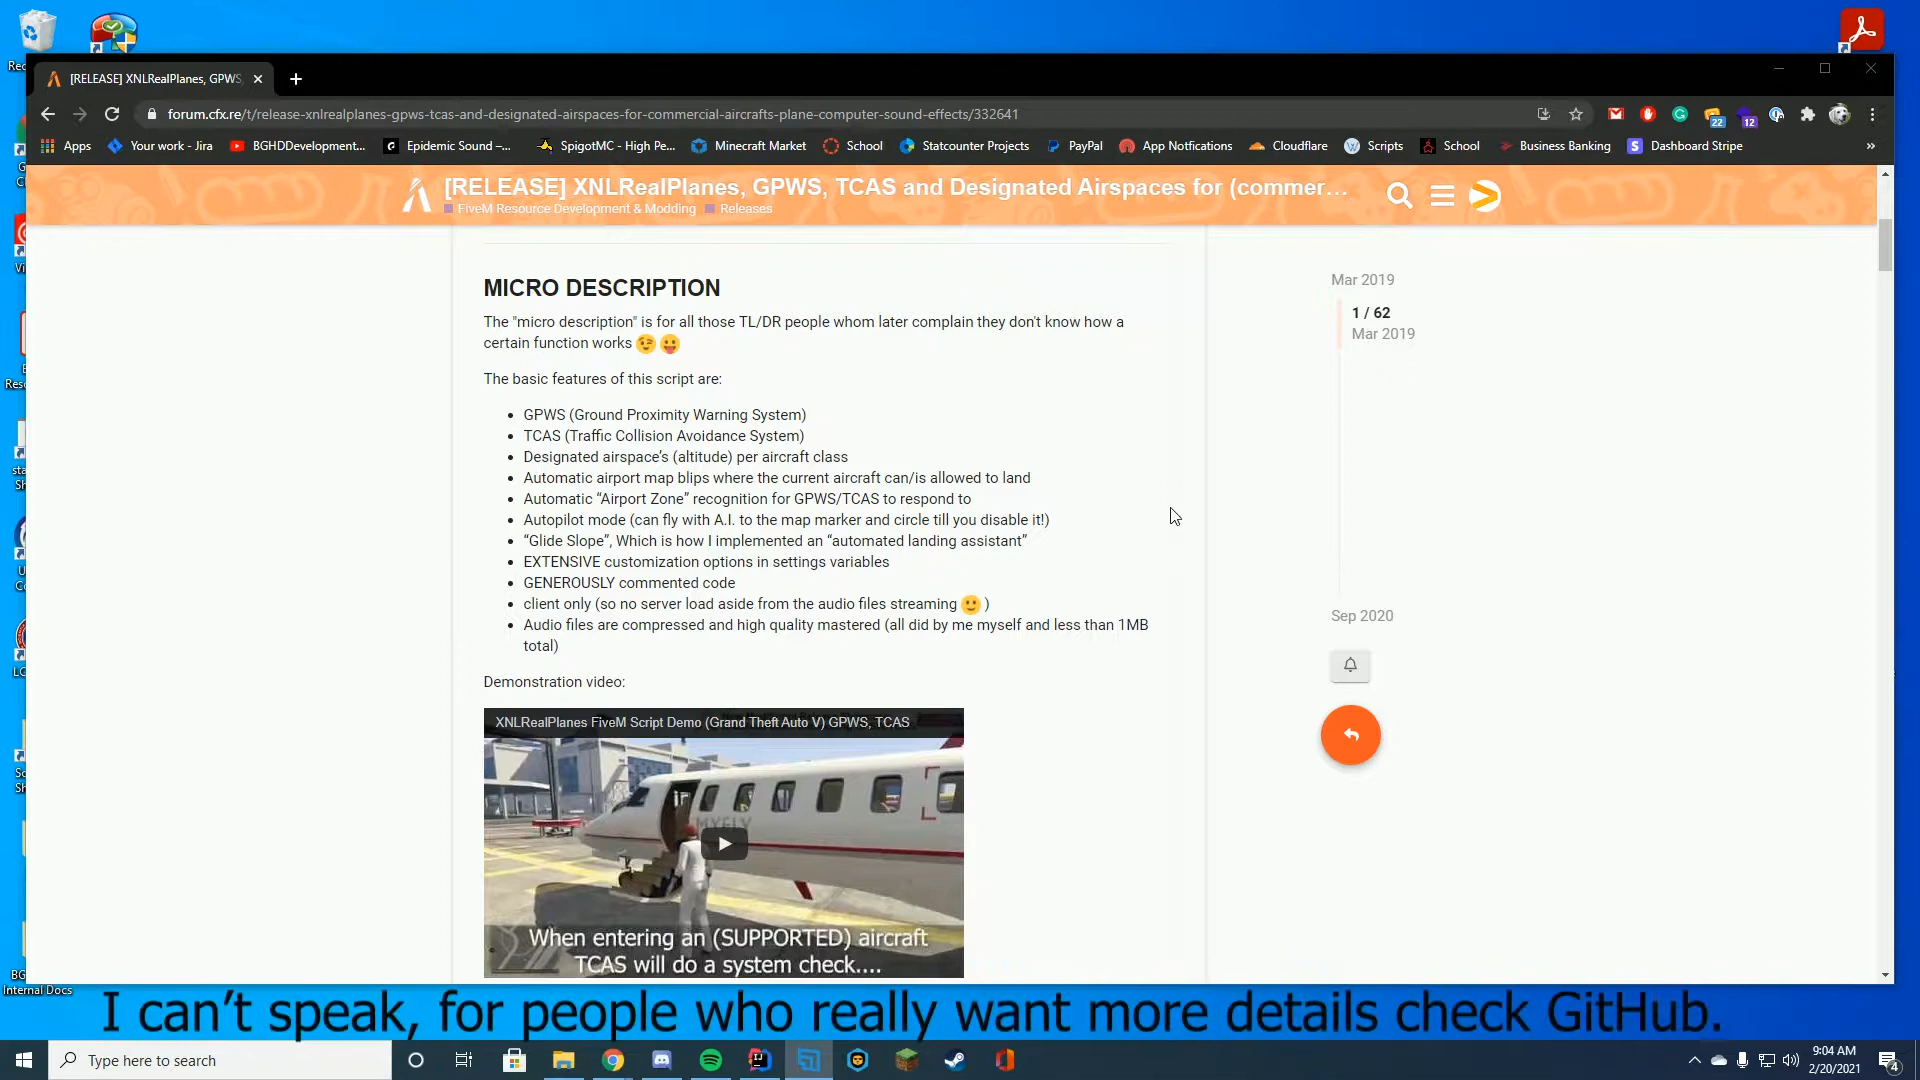 [RELEASE] XNLRealPlanes, GPWS,
forum.cfx.re/t/release-xnlrealplanes-gpws-tcas-and-designated-airspaces-for-commercial-aircrafts-plane-computer-sound-effects/332641
22
12
Apps
Your work - Jira
BGHDDevelopment...
Epidemic Sound –...
SpigotMC - High Pe...
Minecraft Market
School
Statcounter Projects
PayPal
App Notfications
Cloudflare
Scripts
School
Business Banking
Dashboard Stripe
»
[RELEASE] XNLRealPlanes, GPWS, TCAS and Designated Airspaces for (commer…
FiveM Resource Development & Modding Releases
MICRO DESCRIPTION
The "micro description" is for all those TL/DR people whom later complain they don't know how a
certain function works
The basic features of this script are:
GPWS (Ground Proximity Warning System)
TCAS (Traffic Collision Avoidance System)
Designated airspace's (altitude) per aircraft class
Automatic airport map blips where the current aircraft can/is allowed to land
Automatic “Airport Zone” recognition for GPWS/TCAS to respond to
Autopilot mode (can fly with A.I. to the map marker and circle till you disable it!)
“Glide Slope”, Which is how I implemented an “automated landing assistant”
EXTENSIVE customization options in settings variables
GENEROUSLY commented code
client only (so no server load aside from the audio files streaming )
Audio files are compressed and high quality mastered (all did by me myself and less than 1MB
total)
Demonstration video:
XNLRealPlanes FiveM Script Demo (Grand Theft Auto V) GPWS, TCAS
When entering an (SUPPORTED) aircraft
TCAS will do a system check....
Mar 2019
1 / 62
Mar 2019
Sep 2020
Internal Docs
I can’t speak, for people who really want more details check GitHub.
Type here to search
9:04 AM
2/20/2021
4